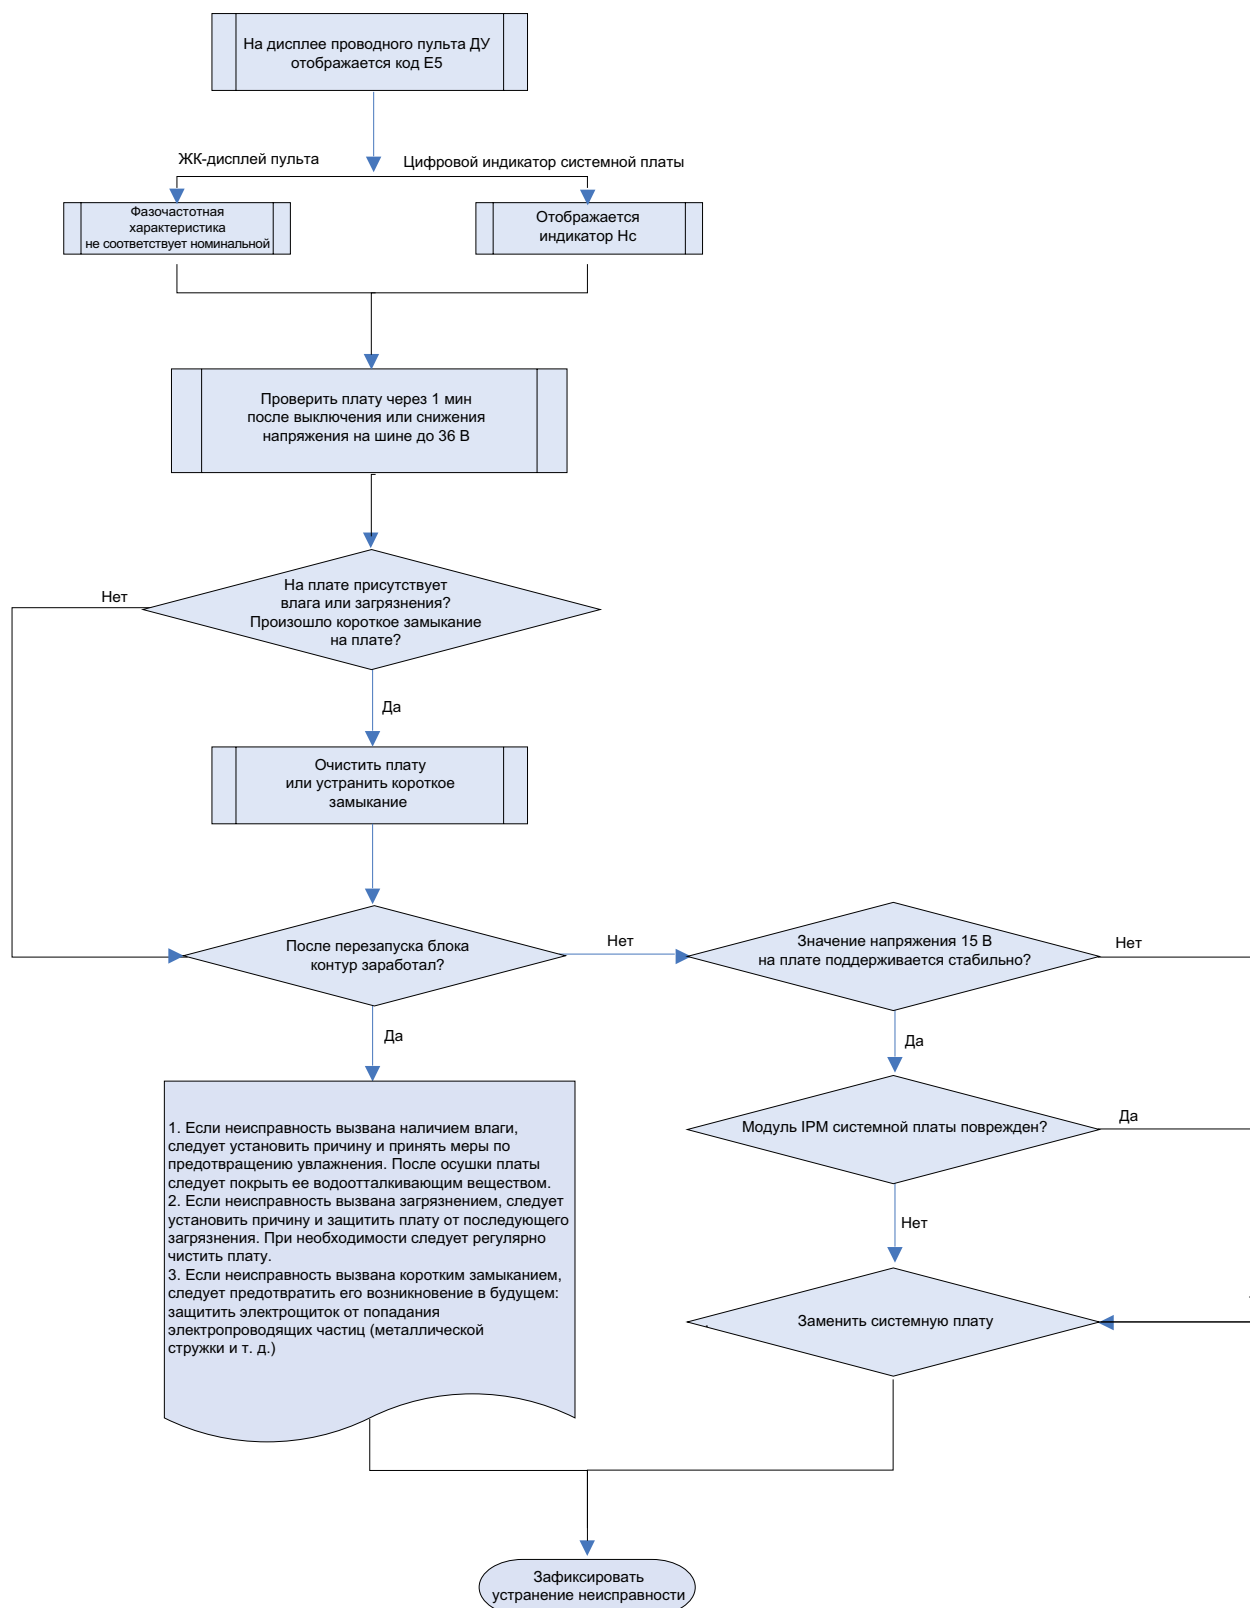 На дисплее проводного пульта ДУ
отображается код E5
ЖК-дисплей пульта
Цифровой индикатор системной платы
Фазочастотная
характеристика
не соответствует номинальной
Отображается
индикатор Hc
Проверить плату через 1 мин
после выключения или снижения
напряжения на шине до 36 В
На плате присутствует
влага или загрязнения?
Произошло короткое замыкание
на плате?
Нет
Да
Очистить плату
или устранить короткое
замыкание
После перезапуска блока
контур заработал?
Нет
Значение напряжения 15 В
на плате поддерживается стабильно?
Нет
Да
Да
Модуль IPM системной платы поврежден?
Да
Нет
1. Если неисправность вызвана наличием влаги,
следует установить причину и принять меры по
предотвращению увлажнения. После осушки платы
следует покрыть ее водоотталкивающим веществом.
2. Если неисправность вызвана загрязнением, следует
установить причину и защитить плату от последующего
загрязнения. При необходимости следует регулярно
чистить плату.
3. Если неисправность вызвана коротким замыканием,
следует предотвратить его возникновение в будущем:
защитить электрощиток от попадания
электропроводящих частиц (металлической
стружки и т. д.)
Заменить системную плату
Зафиксировать
устранение неисправности